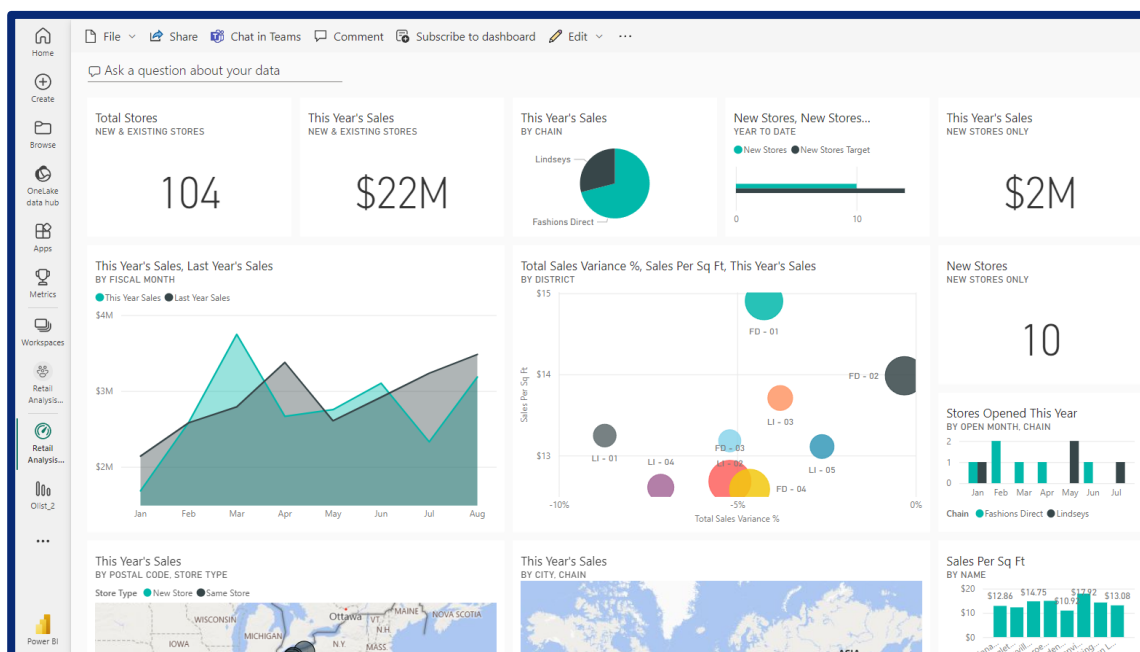 File
Share
Chat in Teams
Comment
Subscribe to dashboard
Edit
Ask a question about your data
Home
Create
Browse
OneLake
data hub
Apps
Metrics
Workspaces
Retail
Analysis...
Retail
Analysis...
Olist_2
Power BI
Total Stores
NEW & EXISTING STORES
104
This Year's Sales
NEW & EXISTING STORES
$22M
This Year's Sales
BY CHAIN
Lindseys
Fashions Direct
New Stores, New Stores...
YEAR TO DATE
New Stores New Stores Target
0 10
This Year's Sales
NEW STORES ONLY
$2M
This Year's Sales, Last Year's Sales
BY FISCAL MONTH
This Year Sales Last Year Sales
$4M
$3M
$2M
Jan Feb Mar Apr May Jun Jul Aug
Total Sales Variance %, Sales Per Sq Ft, This Year's Sales
BY DISTRICT
$15
FD - 01
$14
FD - 02
Sales Per Sq Ft
LI - 03
FD - 03
$13
LI - 01
LI - 04
LI - 02
LI - 05
FD - 04
-10% -5% 0%
Total Sales Variance %
New Stores
NEW STORES ONLY
10
Stores Opened This Year
BY OPEN MONTH, CHAIN
2
1
0
Jan Feb Mar Apr May Jun Jul
Chain Fashions Direct Lindseys
This Year's Sales
BY POSTAL CODE, STORE TYPE
Store Type New Store Same Store
WISCONSIN
Ottawa
MAINE
NOVA SCOTIA
VT.
N.H.
MICHIGAN
IOWA
N.Y.
MASS.
This Year's Sales
BY CITY, CHAIN
ASIA
Sales Per Sq Ft
BY NAME
$20
$12.86 $14.75 $17.92 $13.08
$10
$0